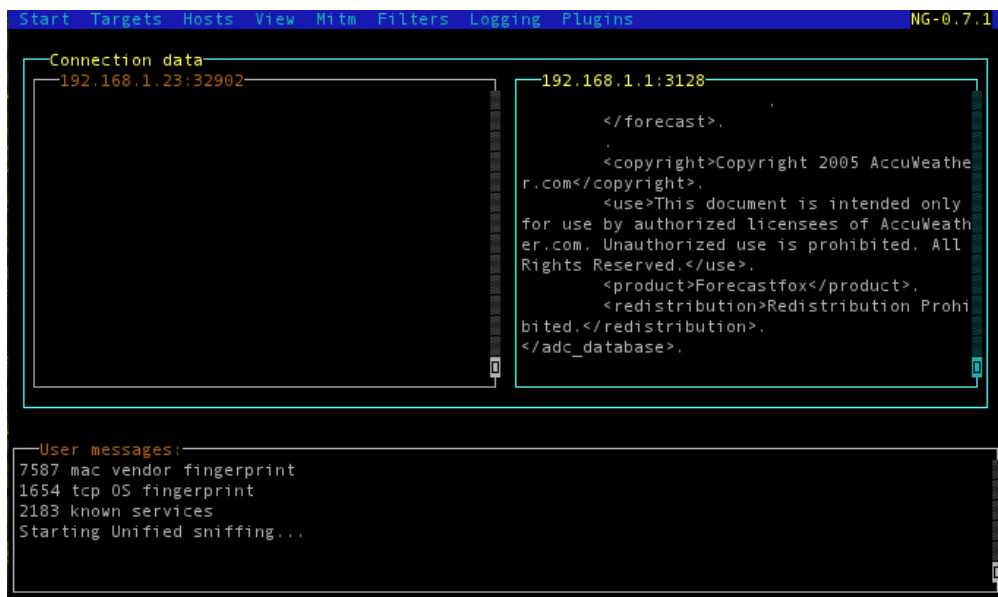 Start Targets Hosts View Mitm Filters Logging Plugins NG-0.7.1
Connection data
192.168.1.23:32902
192.168.1.1:3128
.
</forecast>.
.
<copyright>Copyright 2005 AccuWeathe
r.com</copyright>.
<use>This document is intended only
for use by authorized licensees of AccuWeath
er.com. Unauthorized use is prohibited. All
Rights Reserved.</use>.
<product>Forecastfox</product>.
<redistribution>Redistribution Prohi
bited.</redistribution>.
</adc_database>.
User messages:
7587 mac vendor fingerprint
1654 tcp OS fingerprint
2183 known services
Starting Unified sniffing...